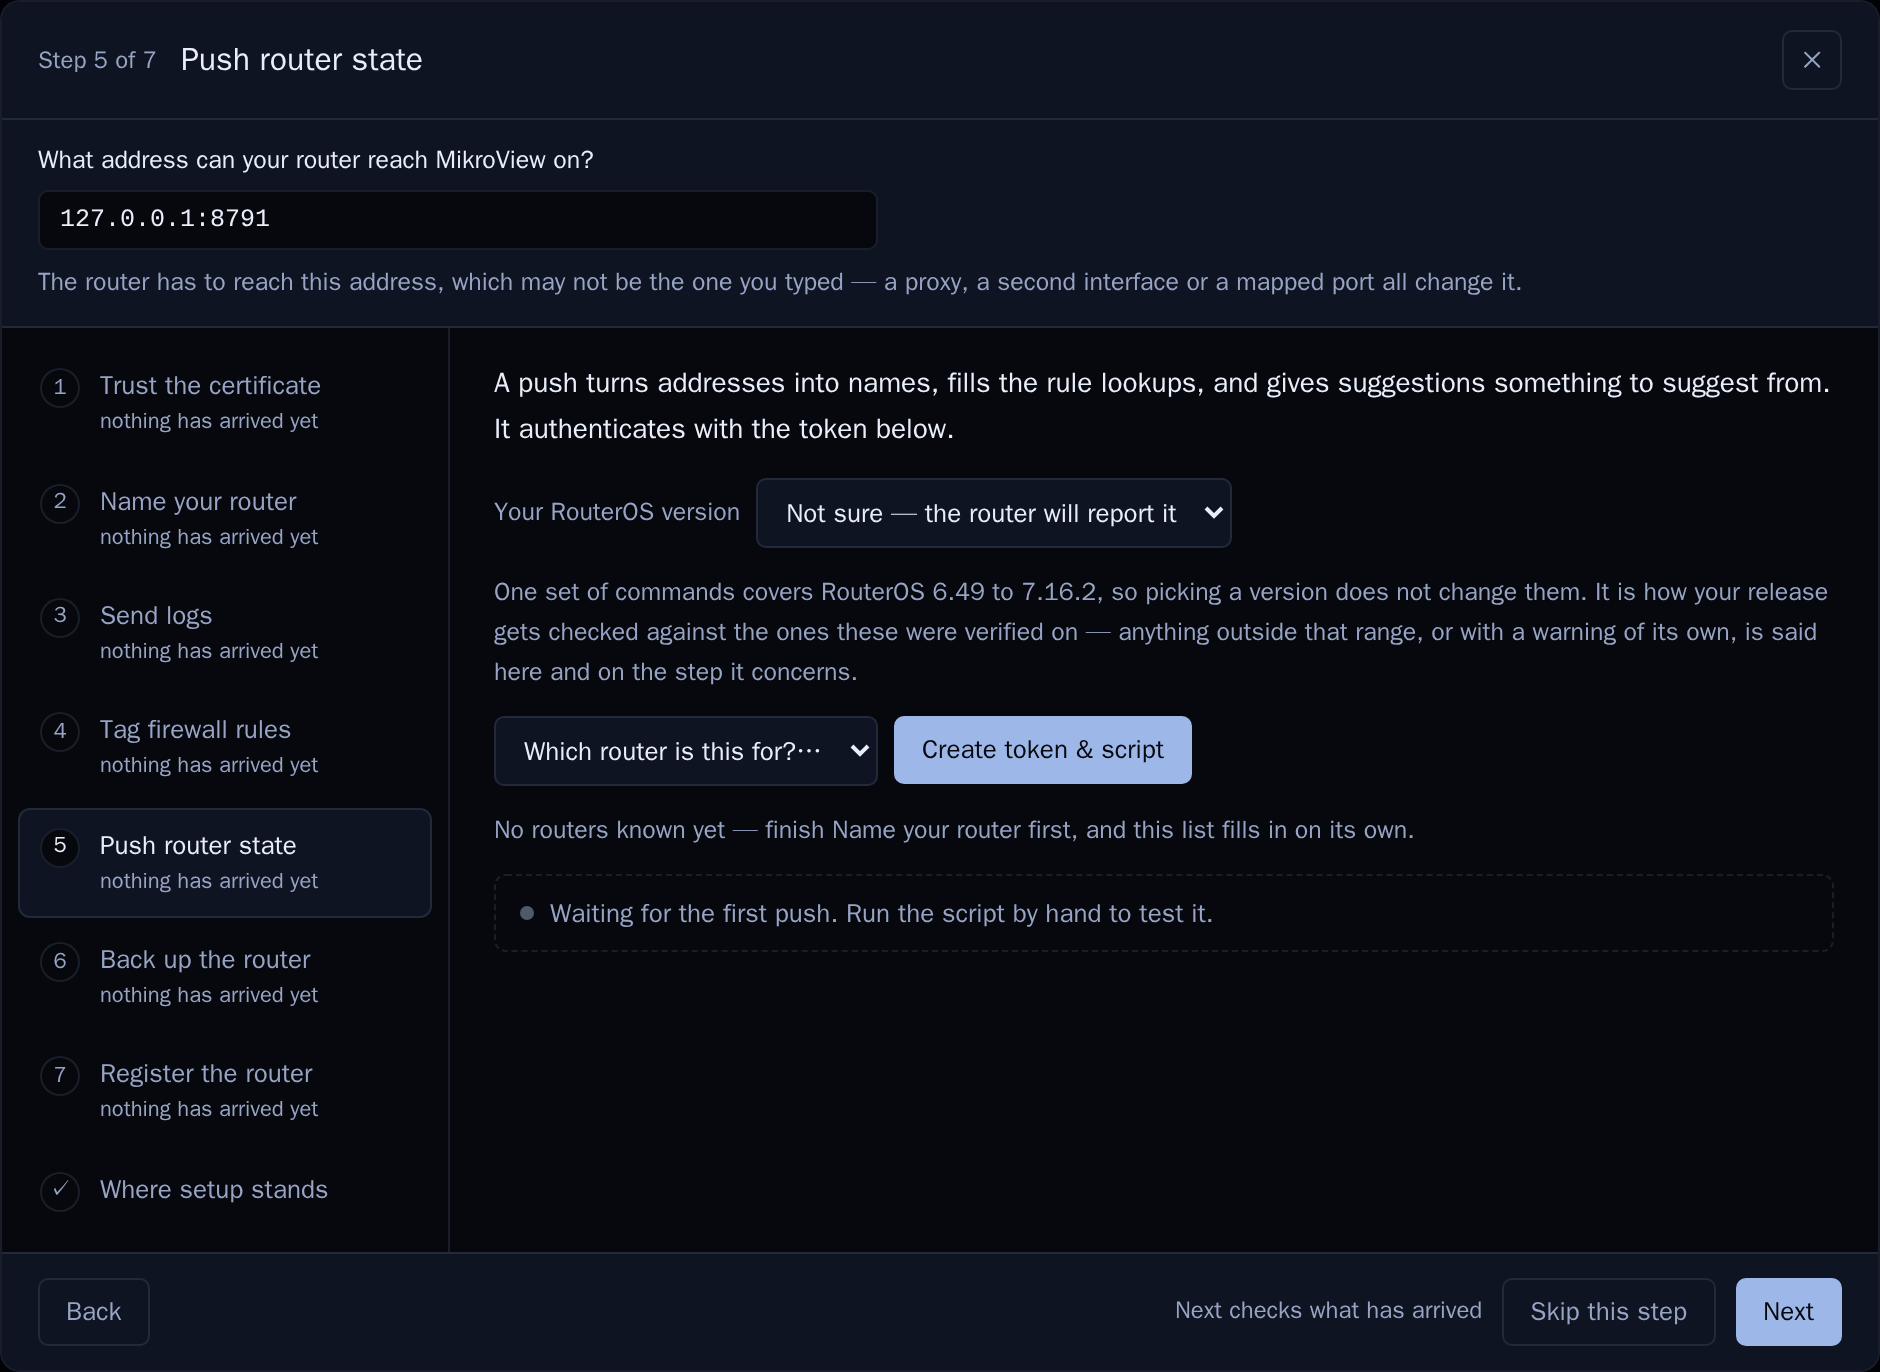 Step 5 of 7 Push router state
What address can your router reach MikroView on?
127.0.0.1:8791
The router has to reach this address, which may not be the one you typed — a proxy, a second interface or a mapped port all change it.
1 Trust the certificate
nothing has arrived yet
2 Name your router
nothing has arrived yet
3 Send logs
nothing has arrived yet
4 Tag firewall rules
nothing has arrived yet
5 Push router state
nothing has arrived yet
6 Back up the router
nothing has arrived yet
7 Register the router
nothing has arrived yet
✓ Where setup stands
A push turns addresses into names, fills the rule lookups, and gives suggestions something to suggest from.
It authenticates with the token below.
Your RouterOS version Not sure — the router will report it
One set of commands covers RouterOS 6.49 to 7.16.2, so picking a version does not change them. It is how your release
gets checked against the ones these were verified on — anything outside that range, or with a warning of its own, is said
here and on the step it concerns.
Which router is this for?… Create token & script
No routers known yet — finish Name your router first, and this list fills in on its own.
Waiting for the first push. Run the script by hand to test it.
Back Next checks what has arrived Skip this step Next